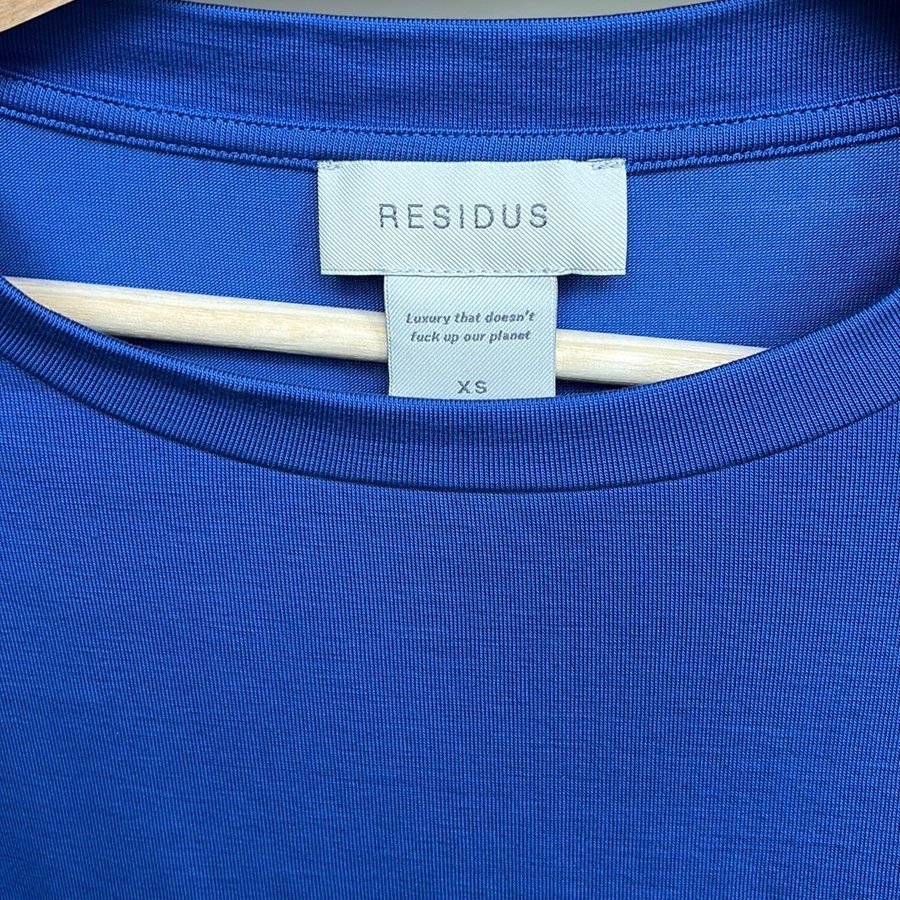 RESIDUS
Luxury that doesn't
fuck up our planet
XS